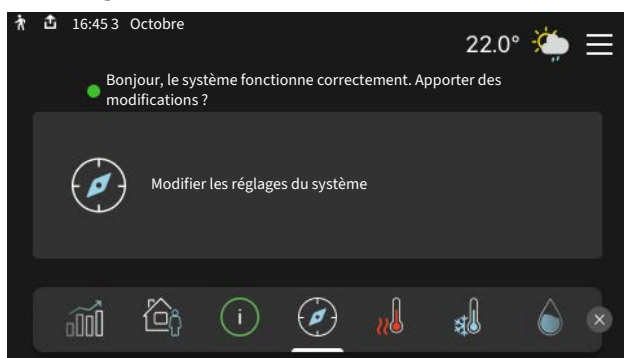 16:45 3 Octobre
22.0°
Bonjour, le système fonctionne correctement. Apporter des
modifications ?
Modifier les réglages du système
i